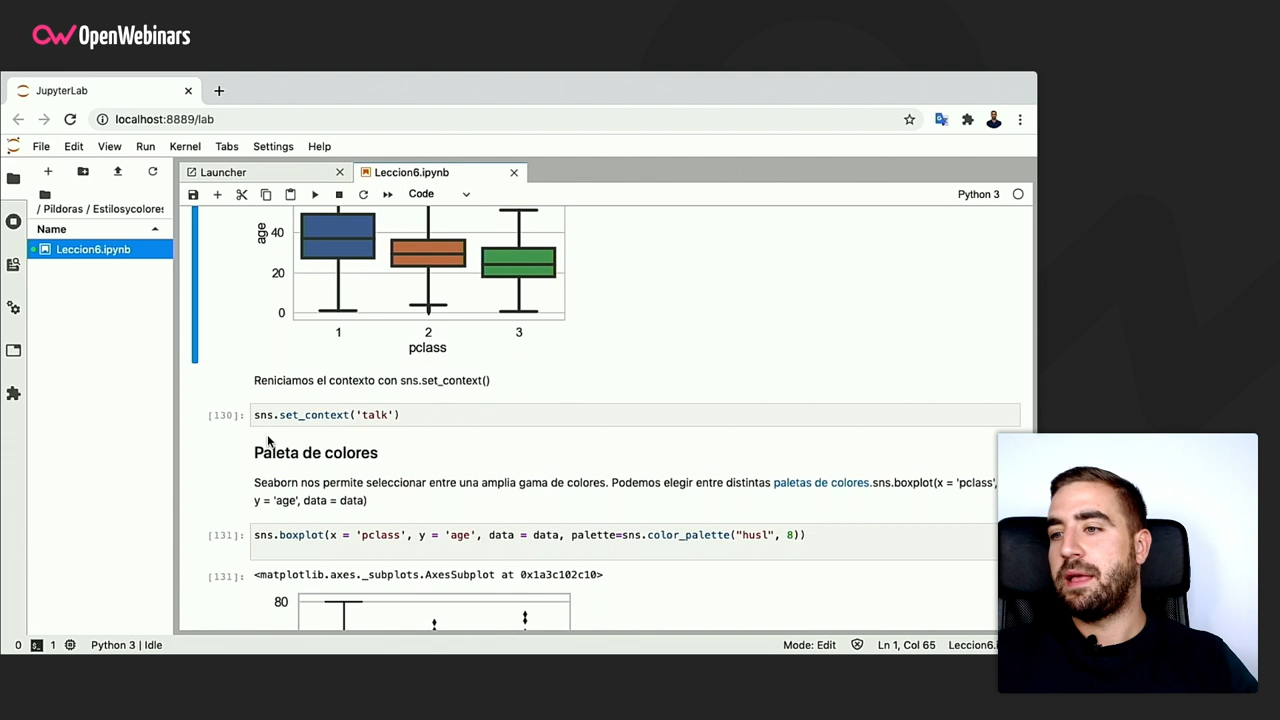 OpenWebinars
JupyterLab
localhost:8889/lab
File Edit View Run Kernel Tabs Settings Help
Launcher
Leccion6.ipynb
Code
Python 3
/ Pildoras / Estilosycolores
Name
Leccion6.ipynb
age
40
20
0
1 2 3
pclass
Reniciamos el contexto con sns.set_context()
[130]: sns.set_context('talk')
Paleta de colores
Seaborn nos permite seleccionar entre una amplia gama de colores. Podemos elegir entre distintas paletas de colores.sns.boxplot(x = 'pclass',
y = 'age', data = data)
[131]: sns.boxplot(x = 'pclass', y = 'age', data = data, palette=sns.color_palette("husl", 8))
[131]: <matplotlib.axes._subplots.AxesSubplot at 0x1a3c102c10>
80
0 1 Python 3 | Idle Mode: Edit Ln 1, Col 65 Leccion6.i